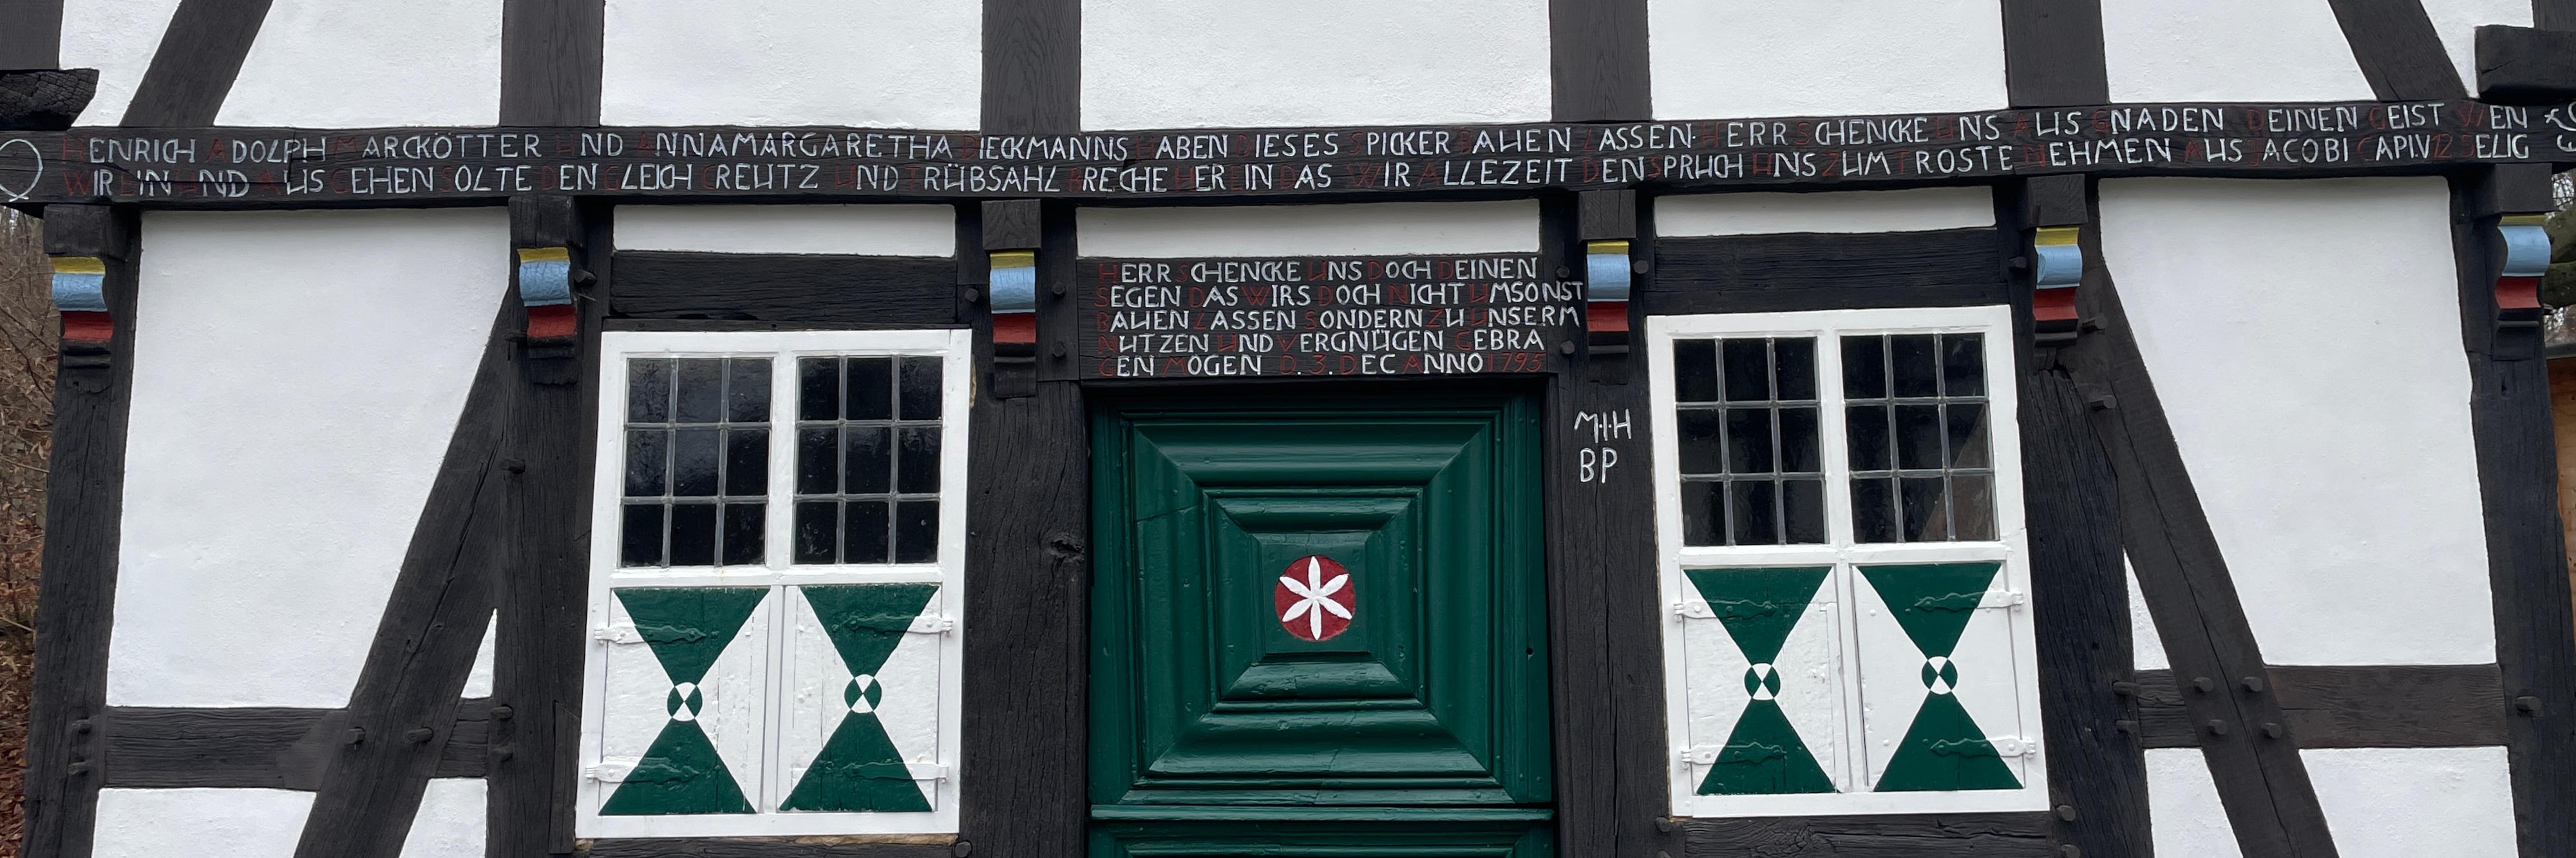 HENRICH ADOLPH MARCKÖTTER UND ANNAMARGARETHA DIECKMANNS HABEN DIESES SPICKER BAUEN LASSEN HERR SCHENCKE UNS AUS GNADEN DEINEN GEIST WEN
WIR EIN UND AUS GEHEN SOLTE DEN GLEICH CREUTZ UND TRÜBSAHL BRECHE HEREIN DAS WIR ALLEZEIT DEN SPRUCH UNS ZUM TROSTE NEHMEN AUS JACOBI CAPI.V12 SELIG
HERR SCHENCKE UNS DOCH DEINEN
SEGEN DAS WIRS DOCH NICHT UMSONST
BAUEN LASSEN SONDERN ZU UNSERM
NUTZEN UND VERGNÜGEN GEBRA
CEN MOGEN D.3.DEC ANNO 1795
M·I·H
BP